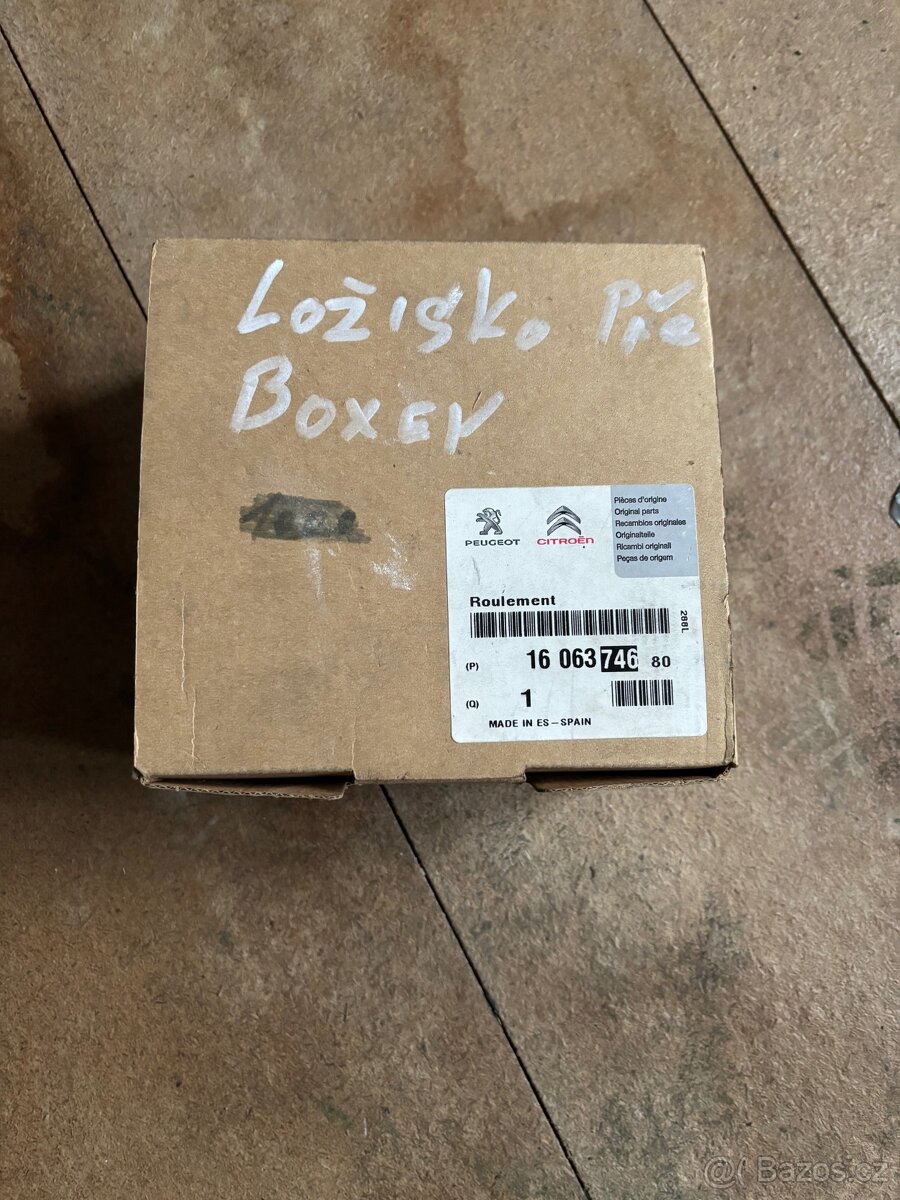 Ložisko Pře
Boxer
PEUGEOT
CITROËN
Pièces d'origine
Original parts
Recambios originales
Originalteile
Ricambi originali
Peças de origem
Roulement
288L
(P) 16 063 746 80
(Q) 1
MADE IN ES – SPAIN
@( Bazos.cz